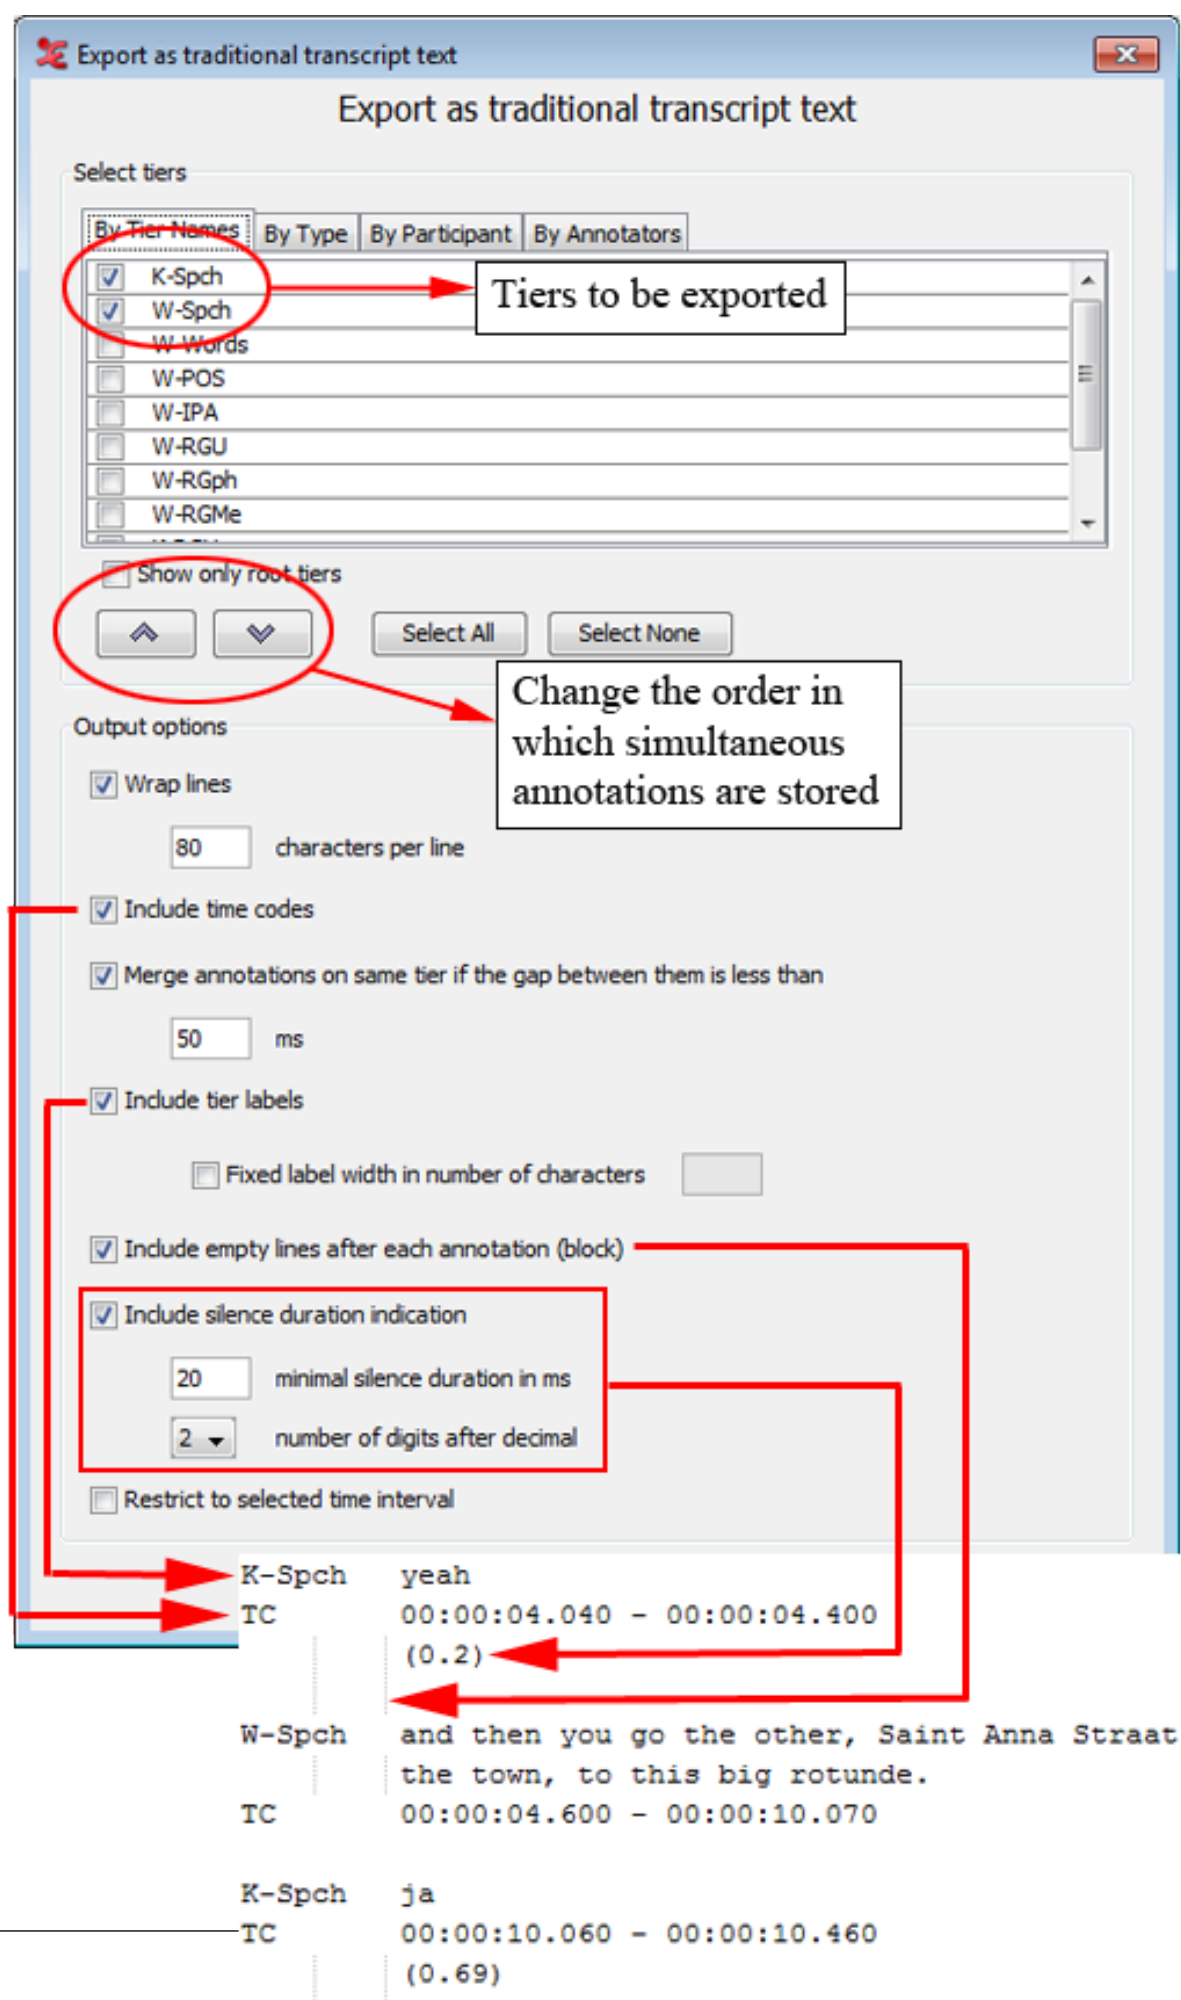 Export as traditional transcript text
Export as traditional transcript text
Select tiers
By Tier Names By Type By Participant By Annotators
K-Spch
Tiers to be exported
W-Spch
W-Words
W-POS
W-IPA
W-RGU
W-RGph
W-RGMe
Show only root tiers
Select All Select None
Change the order in
which simultaneous
annotations are stored
Output options
Wrap lines
80 characters per line
Include time codes
Merge annotations on same tier if the gap between them is less than
50 ms
Include tier labels
Fixed label width in number of characters
Include empty lines after each annotation (block)
Include silence duration indication
20 minimal silence duration in ms
2 number of digits after decimal
Restrict to selected time interval
K-Spch yeah
TC 00:00:04.040 - 00:00:04.400
(0.2)
W-Spch and then you go the other, Saint Anna Straat
the town, to this big rotunde.
TC 00:00:04.600 - 00:00:10.070
K-Spch ja
TC 00:00:10.060 - 00:00:10.460
(0.69)